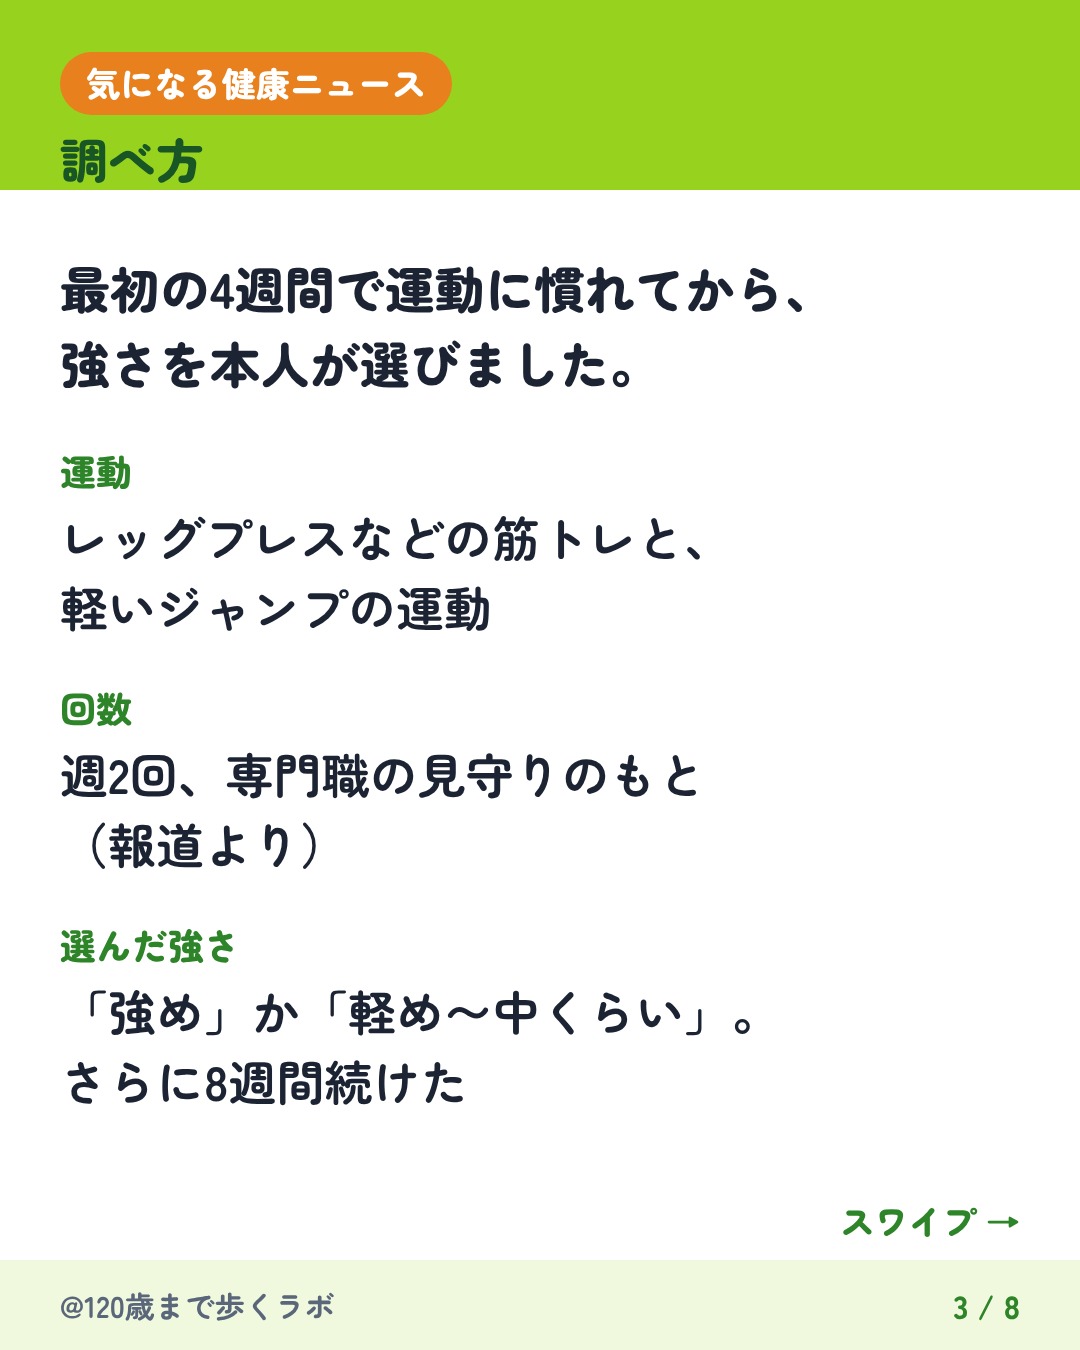 気になる健康ニュース
調べ方
最初の4週間で運動に慣れてから、
強さを本人が選びました。
運動
レッグプレスなどの筋トレと、
軽いジャンプの運動
回数
週2回、専門職の見守りのもと
（報道より）
選んだ強さ
「強め」か「軽め〜中くらい」。
さらに8週間続けた
スワイプ →
@120歳まで歩くラボ
3 / 8